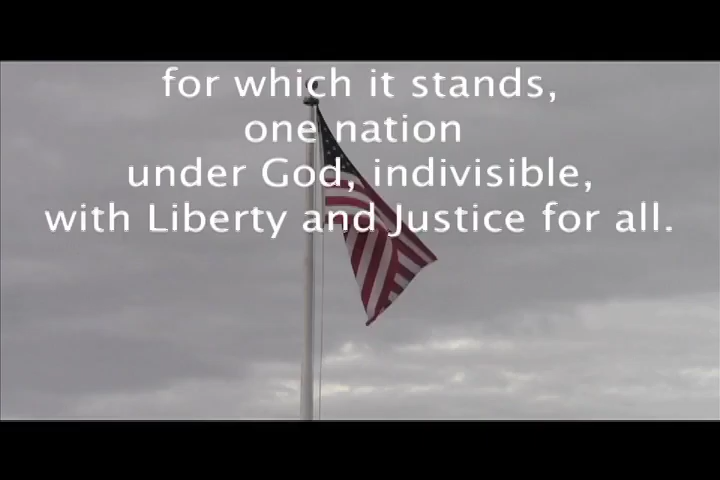 for which it stands,
one nation
under God, indivisible,
with Liberty and Justice for all.